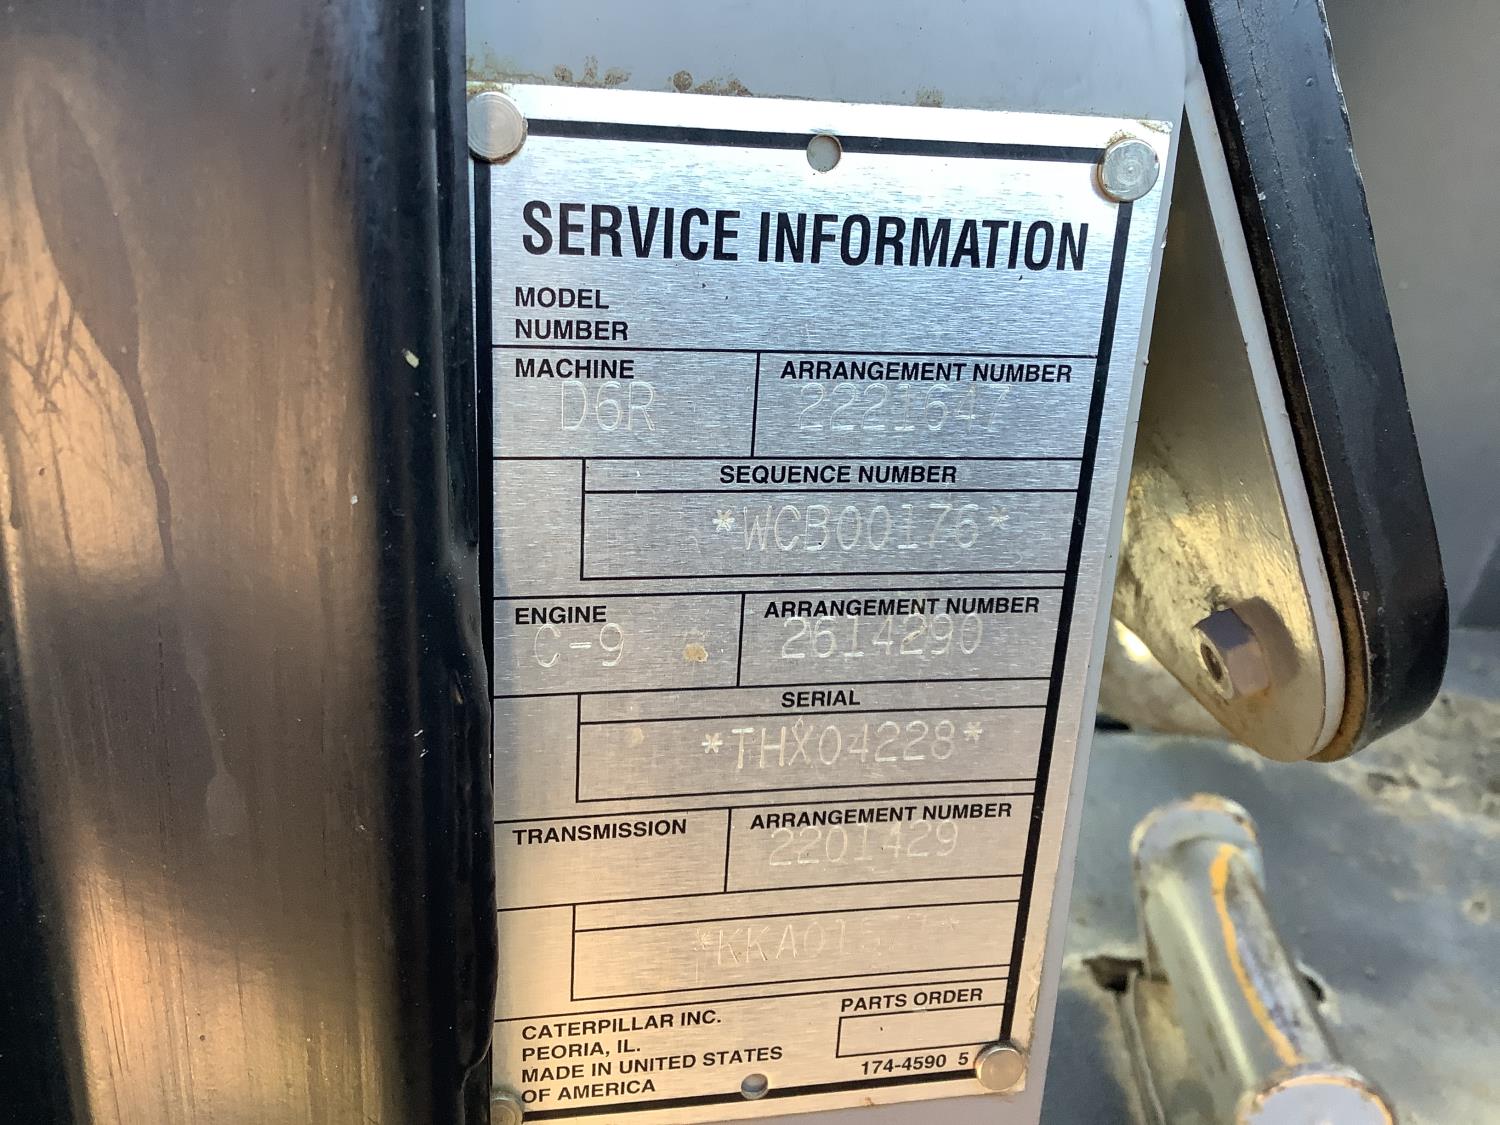 SERVICE INFORMATION
MODEL
NUMBER
MACHINE ARRANGEMENT NUMBER
D6R 2221647
SEQUENCE NUMBER
*WCB00176*
ENGINE ARRANGEMENT NUMBER
C-9 2614290
SERIAL
*THX04228*
TRANSMISSION ARRANGEMENT NUMBER
2201429
PARTS ORDER
CATERPILLAR INC.
PEORIA, IL.
MADE IN UNITED STATES
OF AMERICA
174-4590 5